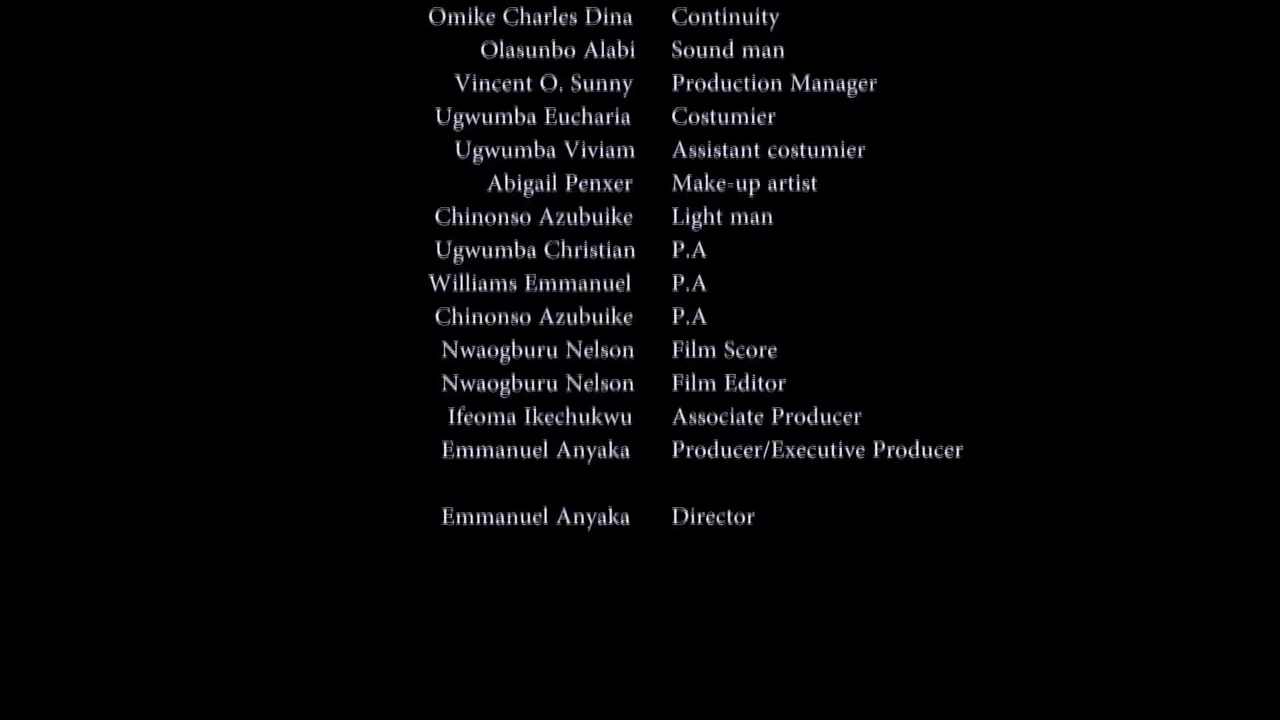 Omike Charles Dina Continuity
Olasunbo Alabi Sound man
Vincent O. Sunny Production Manager
Ugwumba Eucharia Costumier
Ugwumba Viviam Assistant costumier
Abigail Penxer Make-up artist
Chinonso Azubuike Light man
Ugwumba Christian P.A
Williams Emmanuel P.A
Chinonso Azubuike P.A
Nwaogburu Nelson Film Score
Nwaogburu Nelson Film Editor
Ifeoma Ikechukwu Associate Producer
Emmanuel Anyaka Producer/Executive Producer
Emmanuel Anyaka Director